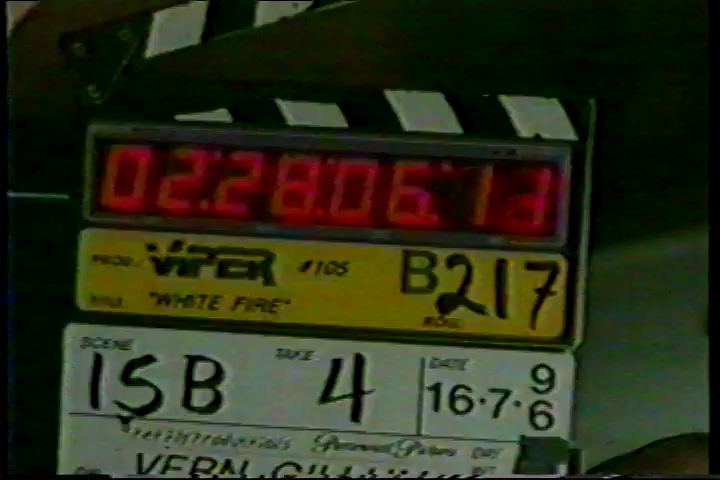 02:28:06:13
PROD. VIPER #105 B217
TITLE "WHITE FIRE" ROLL
SCENE TAKE DATE
15B 4 16·7·96
VERN